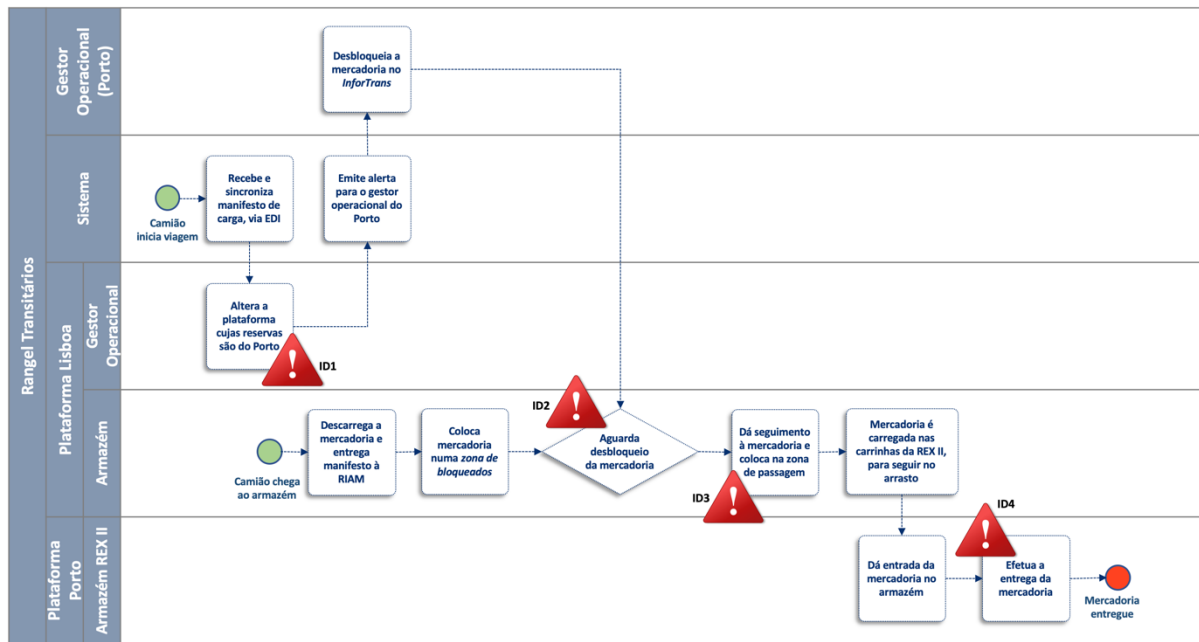 Rangel Transitários
Gestor
Operacional
(Porto)
Desbloqueia a
mercadoria no
InforTrans
Sistema
Camião
inicia viagem
Recebe e
sincroniza
manifesto de
carga, via EDI
Emite alerta
para o gestor
operacional do
Porto
Plataforma Lisboa
Gestor
Operacional
Altera a
plataforma
cujas reservas
são do Porto
!
ID1
Armazém
Camião chega
ao armazém
Descarrega a
mercadoria e
entrega
manifesto à
RIAM
Coloca
mercadoria
numa zona de
bloqueados
ID2
!
Aguarda
desbloqueio
da mercadoria
Dá seguimento
à mercadoria e
coloca na zona
de passagem
ID3
!
Mercadoria é
carregada nas
carrinhas da REX II,
para seguir no
arrasto
Plataforma
Porto
Armazém REX II
Dá entrada da
mercadoria no
armazém
ID4
!
Efetua a
entrega da
mercadoria
Mercadoria
entregue